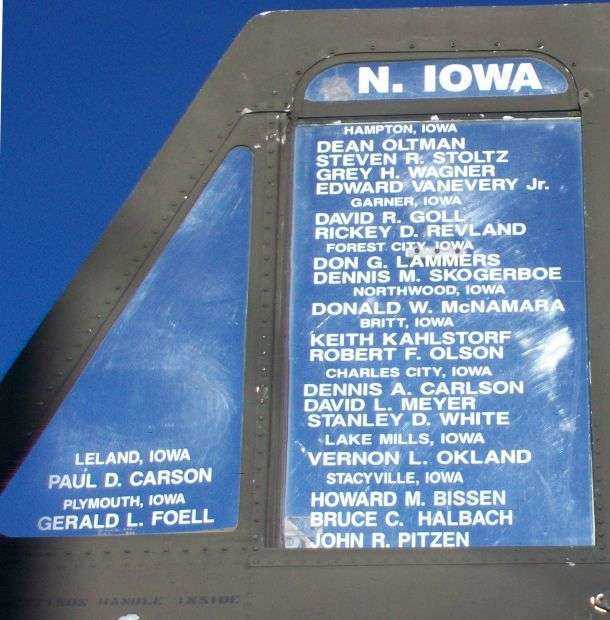 N. IOWA
HAMPTON, IOWA
DEAN OLTMAN
STEVEN R. STOLTZ
GREY H. WAGNER
EDWARD VANEVERY Jr.
GARNER, IOWA
DAVID R. GOLL
RICKEY D. REVLAND
FOREST CITY, IOWA
DON G. LAMMERS
DENNIS M. SKOGERBOE
NORTHWOOD, IOWA
DONALD W. McNAMARA
BRITT, IOWA
KEITH KAHLSTORF
ROBERT F. OLSON
CHARLES CITY, IOWA
DENNIS A. CARLSON
DAVID L. MEYER
STANLEY D. WHITE
LAKE MILLS, IOWA
VERNON L. OKLAND
STACYVILLE, IOWA
HOWARD M. BISSEN
BRUCE C. HALBACH
JOHN R. PITZEN
LELAND, IOWA
PAUL D. CARSON
PLYMOUTH, IOWA
GERALD L. FOELL
HANDLE INSIDE